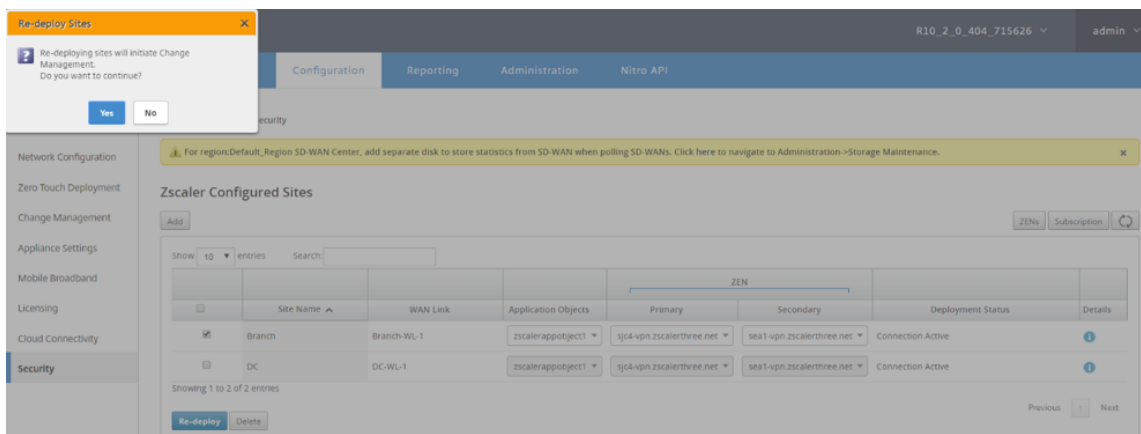 Re-deploy Sites
Re-deploying sites will initiate Change
Management.
Do you want to continue?
Yes No
R10_2_0_404_715626 admin
Configuration Reporting Administration Nitro API
ecurity
For region:Default_Region SD-WAN Center, add separate disk to store statistics from SD-WAN when polling SD-WANs. Click here to navigate to Administration->Storage Maintenance.
Network Configuration
Zero Touch Deployment
Change Management
Appliance Settings
Mobile Broadband
Licensing
Cloud Connectivity
Security
Zscaler Configured Sites
Add ZENs Subscription
Show 10 entries Search:
ZEN
Site Name WAN Link Application Objects Primary Secondary Deployment Status Details
Branch Branch-WL-1 zscalerappobject1 sjc4-vpn.zscalerthree.net sea1-vpn.zscalerthree.net Connection Active
DC DC-WL-1 zscalerappobject1 sjc4-vpn.zscalerthree.net sea1-vpn.zscalerthree.net Connection Active
Showing 1 to 2 of 2 entries
Previous 1 Next
Re-deploy Delete